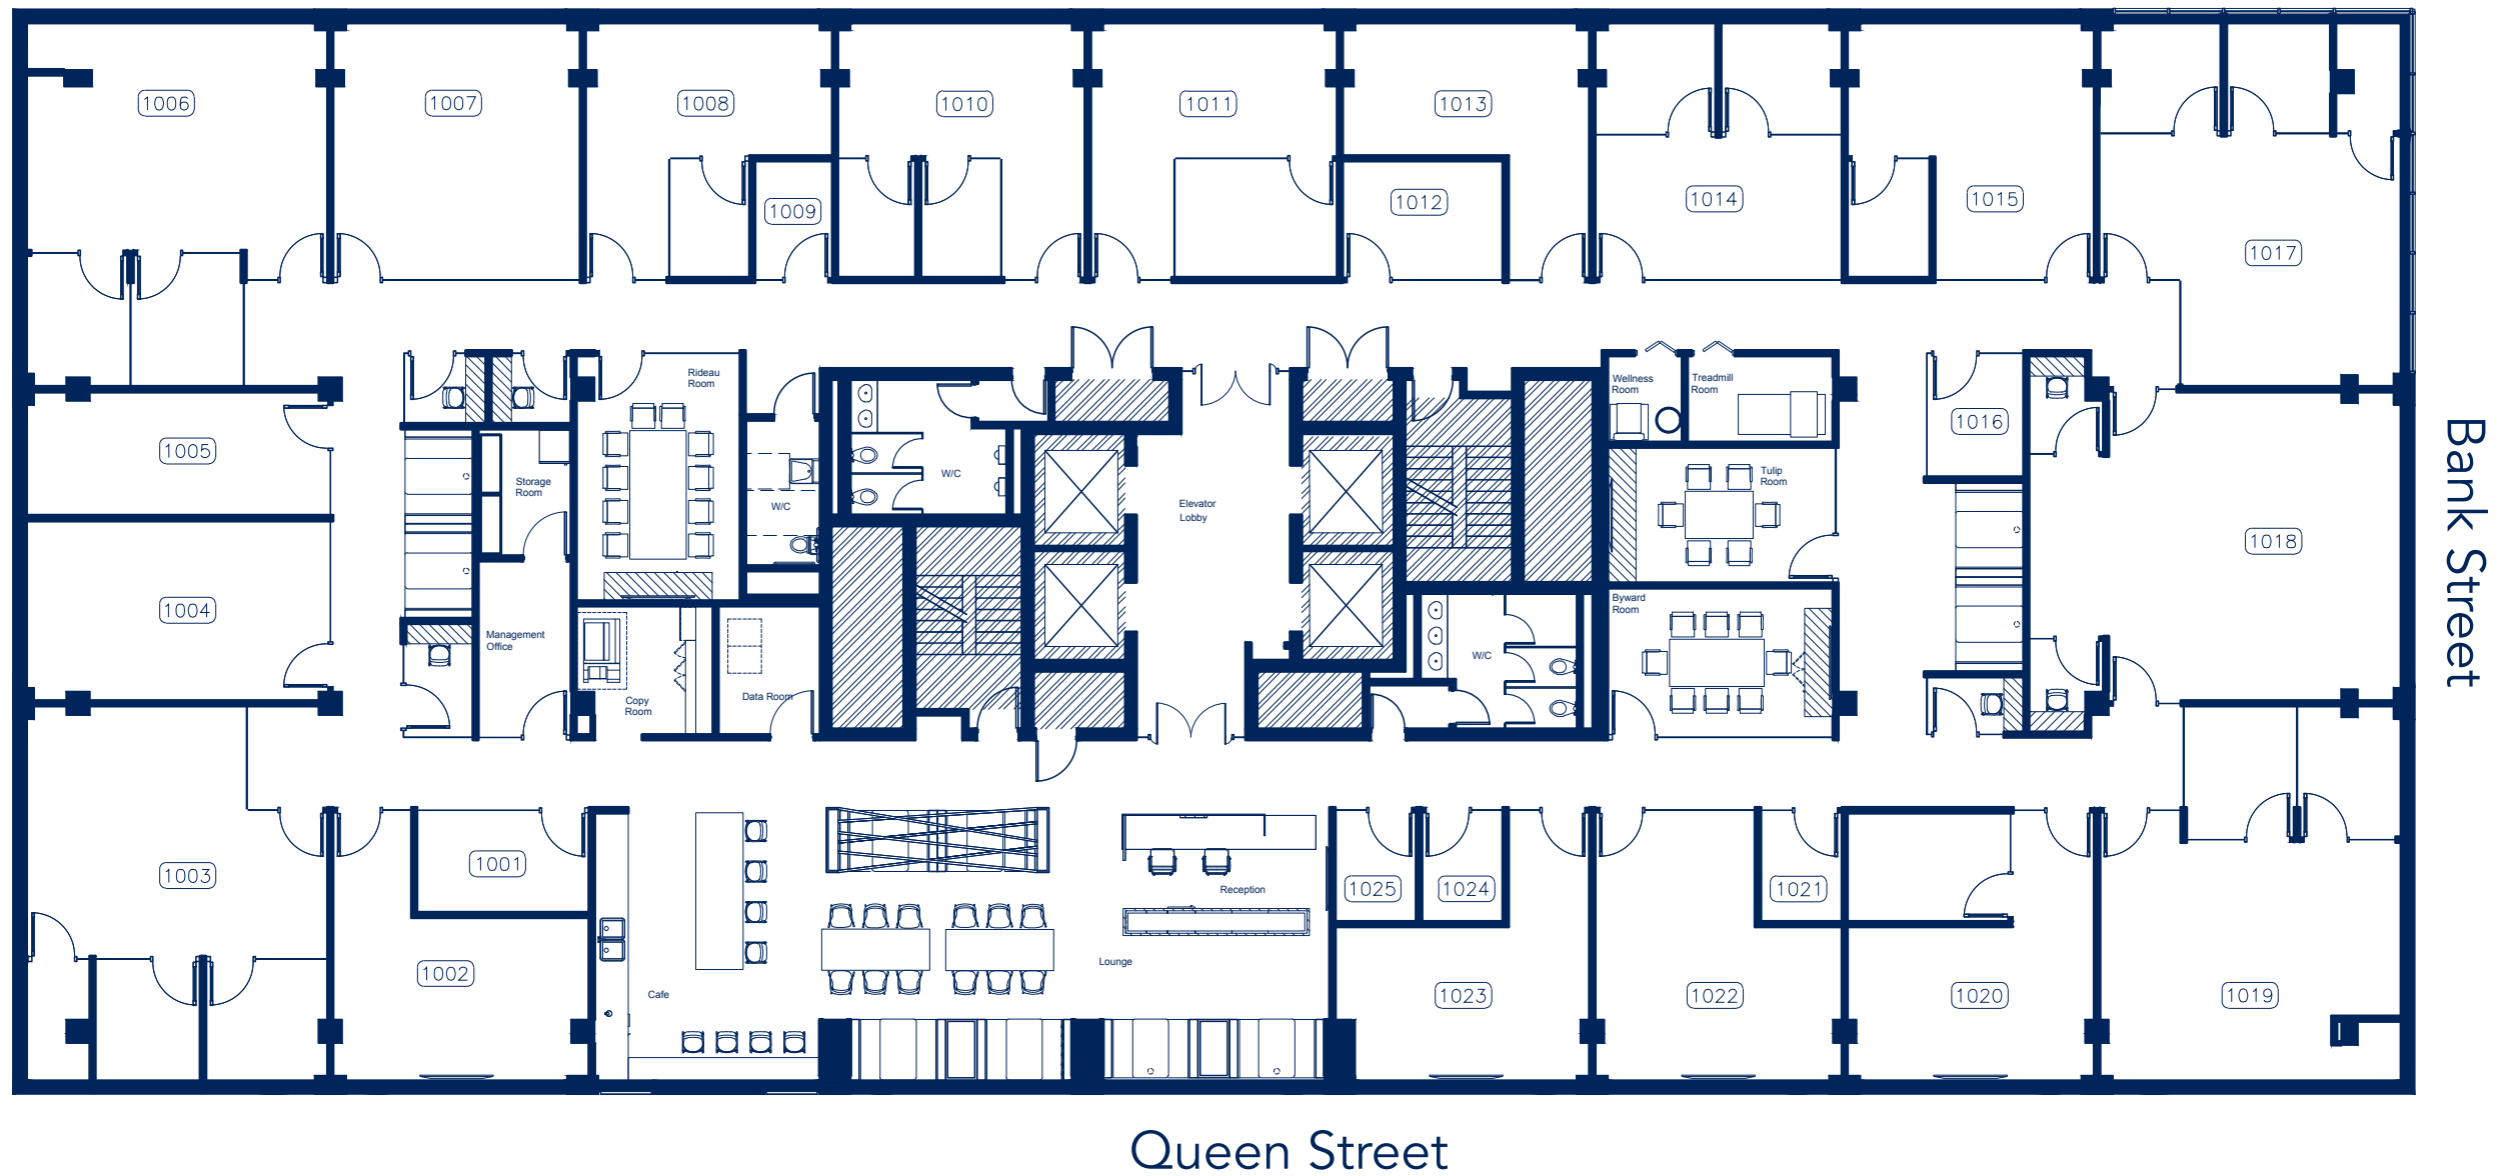 1006
1007
1008
1010
1011
1013
1009
1012
1014
1015
1017
Rideau
Room
Wellness
Room
Treadmill
Room
1016
1005
Storage
Room
W/C
W/C
Elevator
Lobby
Tulip
Room
1018
Bank Street
1004
Management
Office
Copy
Room
Data Room
W/C
Byward
Room
1003
1001
1002
Cafe
Lounge
Reception
1025
1024
1021
1023
1022
1020
1019
Queen Street